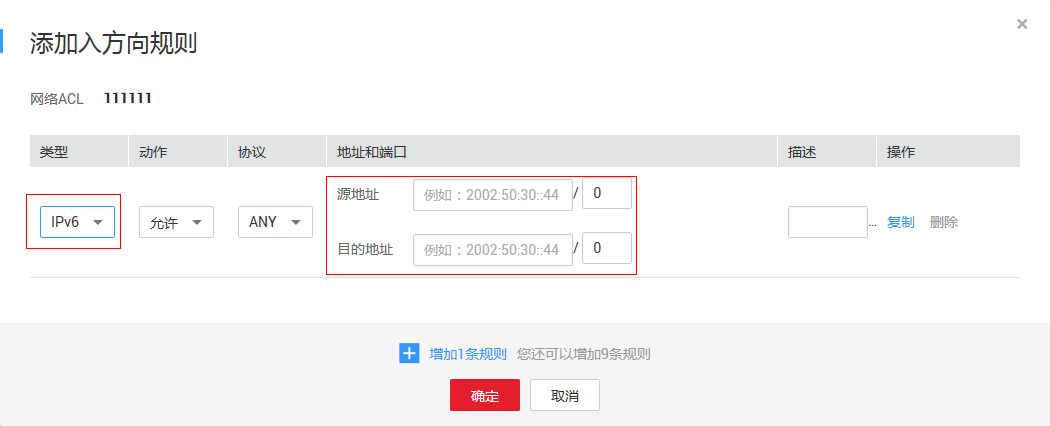 添加入方向规则
网络ACL 111111
类型 动作 协议 地址和端口 描述 操作
源地址 例如：2002:50:30::44 / 0
IPv6 允许 ANY ... 复制 删除
目的地址 例如：2002:50:30::44 / 0
增加1条规则 您还可以增加9条规则
确定 取消